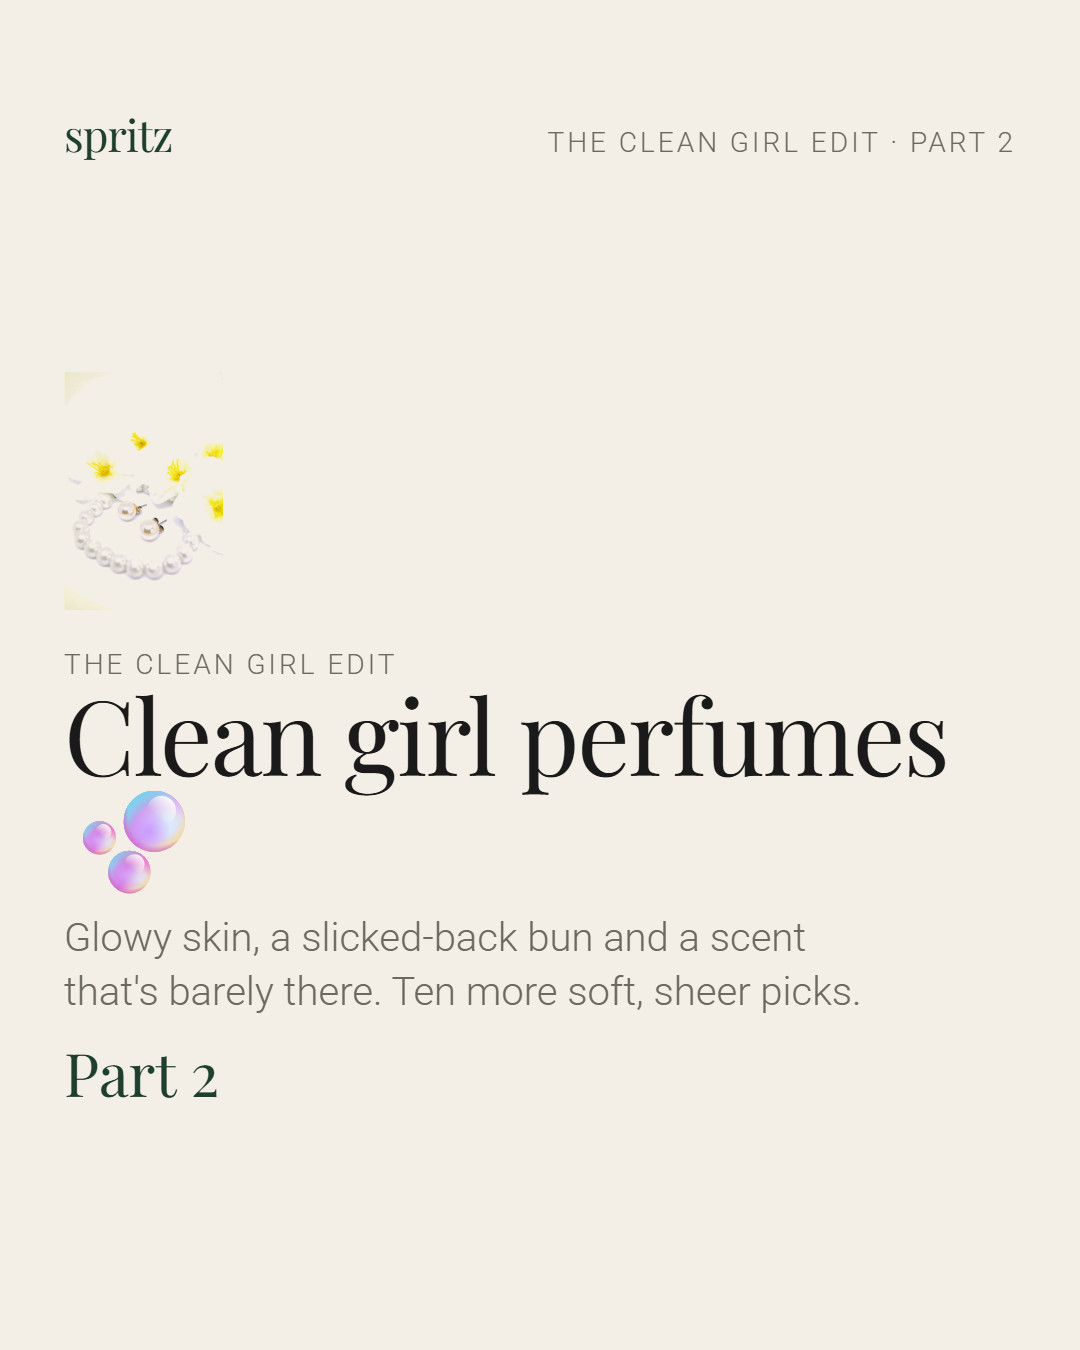 spritz
THE CLEAN GIRL EDIT · PART 2
THE CLEAN GIRL EDIT
Clean girl perfumes
🫧
Glowy skin, a slicked-back bun and a scent
that's barely there. Ten more soft, sheer picks.
Part 2